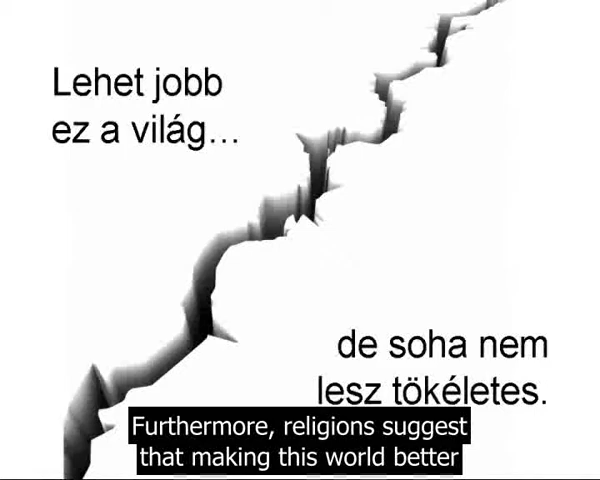 Lehet jobb
ez a világ...
de soha nem
lesz tökéletes.
Furthermore, religions suggest
that making this world better